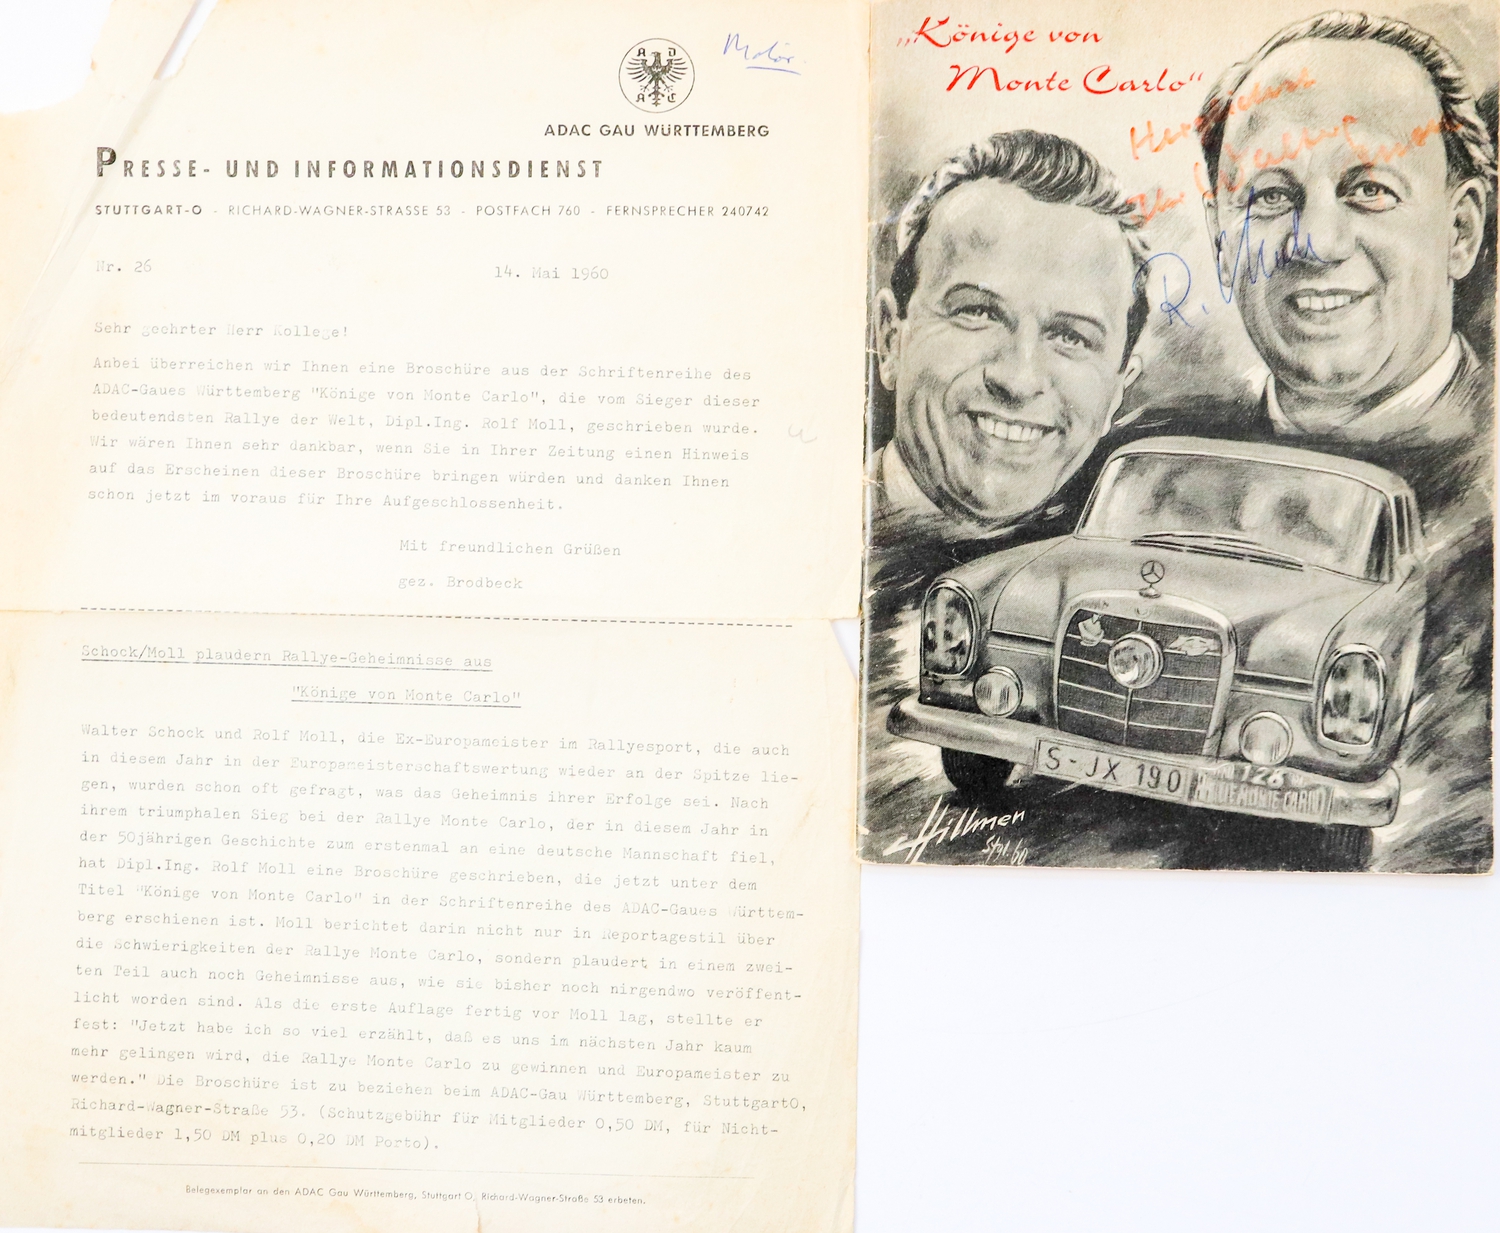 Motor
A D
A C
ADAC GAU WÜRTTEMBERG
PRESSE- UND INFORMATIONSDIENST
STUTTGART-O - RICHARD-WAGNER-STRASSE 53 - POSTFACH 760 - FERNSPRECHER 240742
Nr. 26 14. Mai 1960
Sehr geehrter Herr Kollege!
Anbei überreichen wir Ihnen eine Broschüre aus der Schriftenreihe des
ADAC-Gaues Württemberg "Könige von Monte Carlo", die vom Sieger dieser
bedeutendsten Rallye der Welt, Dipl.Ing. Rolf Moll, geschrieben wurde.
Wir wären Ihnen sehr dankbar, wenn Sie in Ihrer Zeitung einen Hinweis
auf das Erscheinen dieser Broschüre bringen würden und danken Ihnen
schon jetzt im voraus für Ihre Aufgeschlossenheit.
Mit freundlichen Grüßen
gez. Brodbeck
Schock/Moll plaudern Rallye-Geheimnisse aus
"Könige von Monte Carlo"
Walter Schock und Rolf Moll, die Ex-Europameister im Rallyesport, die auch
in diesem Jahr in der Europameisterschaftswertung wieder an der Spitze lie-
gen, wurden schon oft gefragt, was das Geheimnis ihrer Erfolge sei. Nach
ihrem triumphalen Sieg bei der Rallye Monte Carlo, der in diesem Jahr in
der 50jährigen Geschichte zum erstenmal an eine deutsche Mannschaft fiel,
hat Dipl.Ing. Rolf Moll eine Broschüre geschrieben, die jetzt unter dem
Titel "Könige von Monte Carlo" in der Schriftenreihe des ADAC-Gaues Württem-
berg erschienen ist. Moll berichtet darin nicht nur in Reportagestil über
die Schwierigkeiten der Rallye Monte Carlo, sondern plaudert in einem zwei-
ten Teil auch noch Geheimnisse aus, wie sie bisher noch nirgendwo veröffent-
licht worden sind. Als die erste Auflage fertig vor Moll lag, stellte er
fest: "Jetzt habe ich so viel erzählt, daß es uns im nächsten Jahr kaum
mehr gelingen wird, die Rallye Monte Carlo zu gewinnen und Europameister zu
werden." Die Broschüre ist zu beziehen beim ADAC-Gau Württemberg, StuttgartO,
Richard-Wagner-Straße 53. (Schutzgebühr für Mitglieder 0,50 DM, für Nicht-
mitglieder 1,50 DM plus 0,20 DM Porto).
Belegexemplar an den ADAC Gau Württemberg, Stuttgart O, Richard-Wagner-Straße 53 erbeten.
„Könige von
Monte Carlo"
Herzlichst
Ihr Walter
R.
S-JX 190
126
RALLYE MONTE CARLO
Hillmen
Stgt. 60